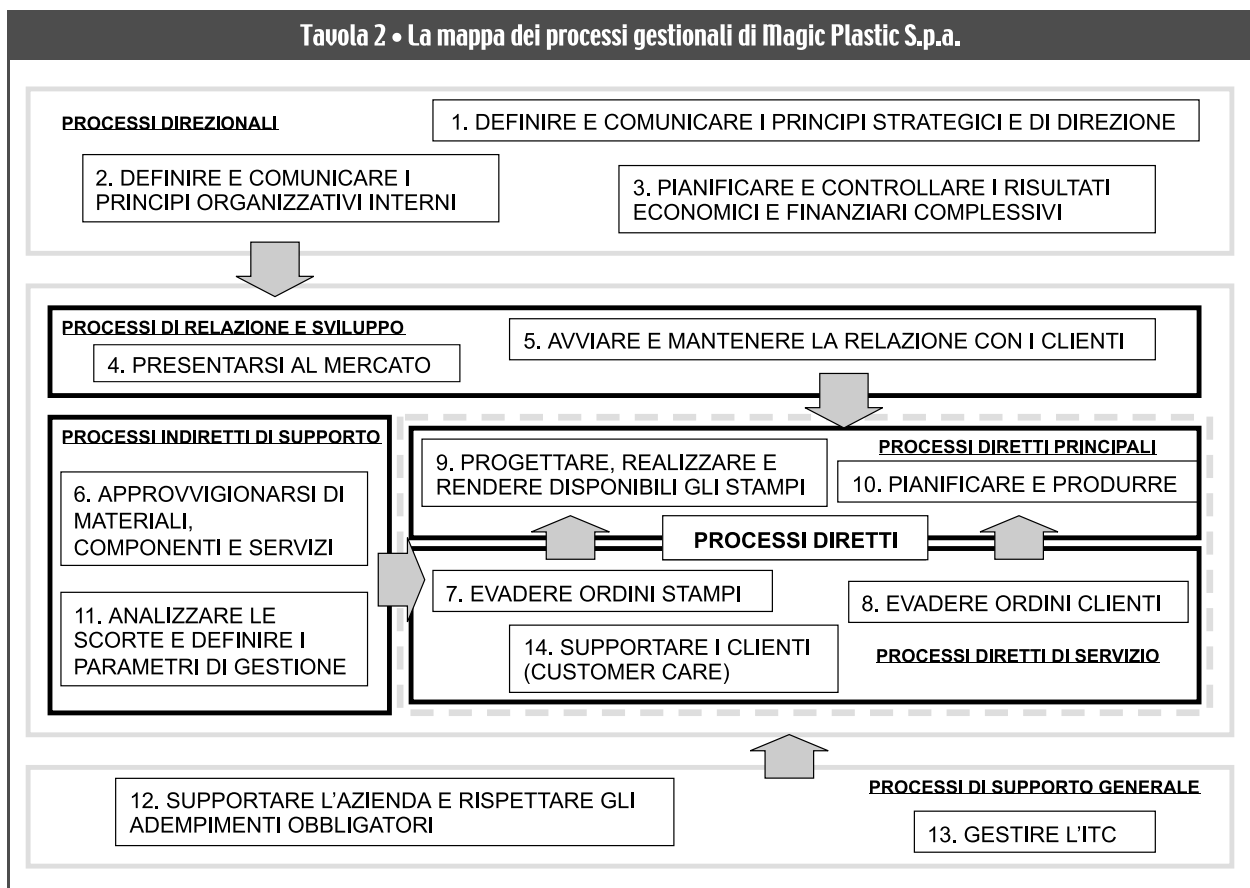 Tavola 2 • La mappa dei processi gestionali di Magic Plastic S.p.a.
PROCESSI DIREZIONALI
1. DEFINIRE E COMUNICARE I PRINCIPI STRATEGICI E DI DIREZIONE
2. DEFINIRE E COMUNICARE I
PRINCIPI ORGANIZZATIVI INTERNI
3. PIANIFICARE E CONTROLLARE I RISULTATI
ECONOMICI E FINANZIARI COMPLESSIVI
PROCESSI DI RELAZIONE E SVILUPPO
4. PRESENTARSI AL MERCATO
5. AVVIARE E MANTENERE LA RELAZIONE CON I CLIENTI
PROCESSI INDIRETTI DI SUPPORTO
6. APPROVVIGIONARSI DI
MATERIALI,
COMPONENTI E SERVIZI
11. ANALIZZARE LE
SCORTE E DEFINIRE I
PARAMETRI DI GESTIONE
9. PROGETTARE, REALIZZARE E
RENDERE DISPONIBILI GLI STAMPI
PROCESSI DIRETTI PRINCIPALI
10. PIANIFICARE E PRODURRE
PROCESSI DIRETTI
7. EVADERE ORDINI STAMPI
8. EVADERE ORDINI CLIENTI
14. SUPPORTARE I CLIENTI
(CUSTOMER CARE)
PROCESSI DIRETTI DI SERVIZIO
12. SUPPORTARE L'AZIENDA E RISPETTARE GLI
ADEMPIMENTI OBBLIGATORI
PROCESSI DI SUPPORTO GENERALE
13. GESTIRE L'ITC